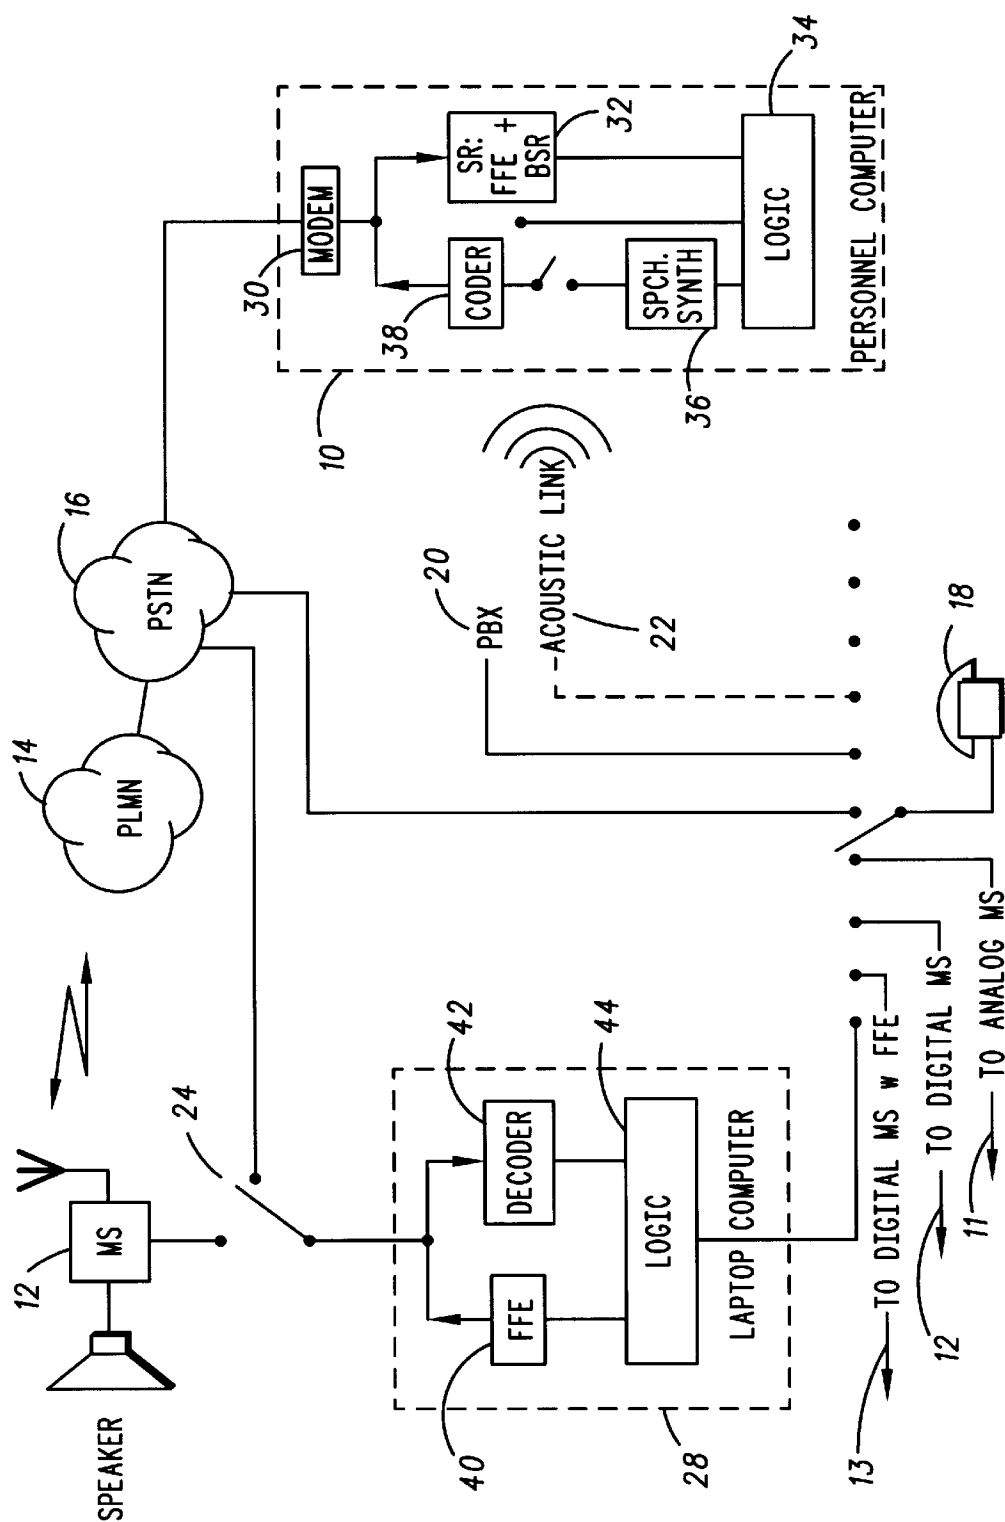 SPEAKER
12
MS
24
14
PLMN
16
PSTN
10
30
MODEM
38
CODER
SR:
FFE +
BSR
32
36
SPCH.
SYNTH
LOGIC
34
PERSONNEL COMPUTER
20
PBX
ACOUSTIC LINK
22
40
FFE
42
DECODER
44
LOGIC
LAPTOP COMPUTER
28
18
13
TO DIGITAL MS w FFE
12
TO DIGITAL MS
11
TO ANALOG MS